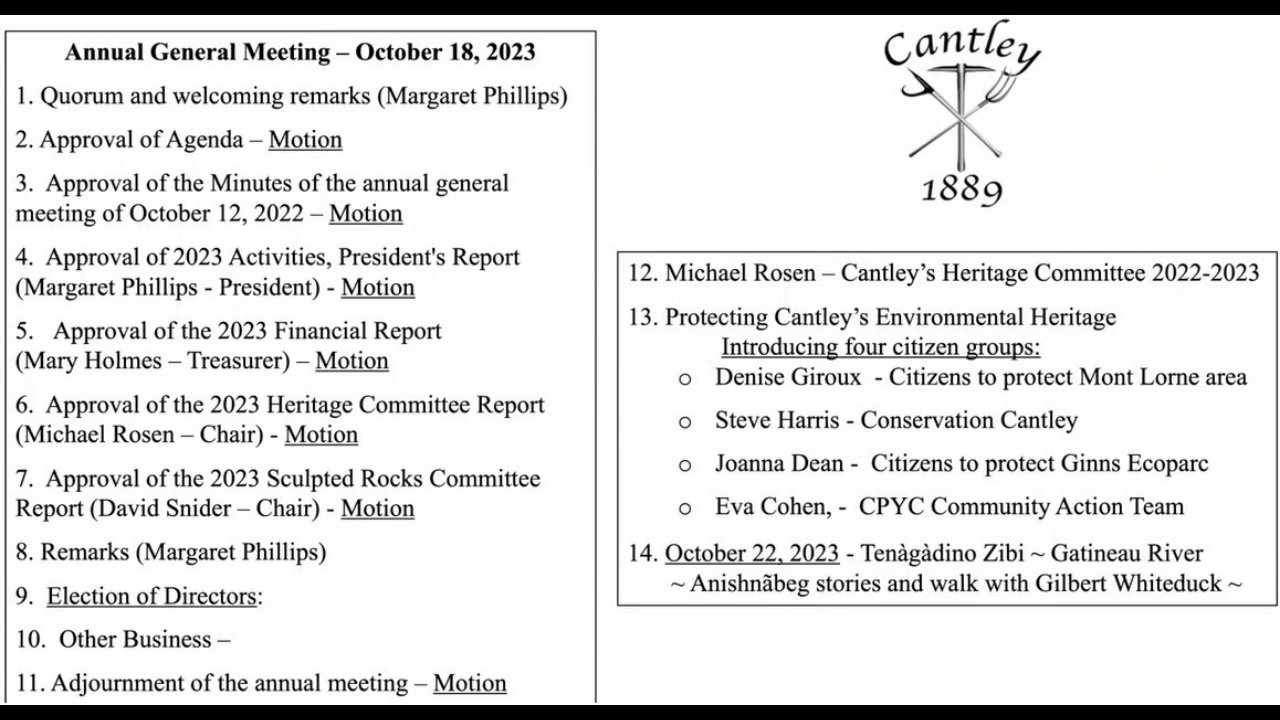 Annual General Meeting – October 18, 2023
1. Quorum and welcoming remarks (Margaret Phillips)
2. Approval of Agenda – Motion
3. Approval of the Minutes of the annual general
meeting of October 12, 2022 – Motion
4. Approval of 2023 Activities, President's Report
(Margaret Phillips - President) - Motion
5. Approval of the 2023 Financial Report
(Mary Holmes – Treasurer) – Motion
6. Approval of the 2023 Heritage Committee Report
(Michael Rosen – Chair) - Motion
7. Approval of the 2023 Sculpted Rocks Committee
Report (David Snider – Chair) - Motion
8. Remarks (Margaret Phillips)
9. Election of Directors:
10. Other Business –
11. Adjournment of the annual meeting – Motion
Cantley
1889
12. Michael Rosen – Cantley’s Heritage Committee 2022-2023
13. Protecting Cantley’s Environmental Heritage
Introducing four citizen groups:
o Denise Giroux - Citizens to protect Mont Lorne area
o Steve Harris - Conservation Cantley
o Joanna Dean - Citizens to protect Ginns Ecoparc
o Eva Cohen, - CPYC Community Action Team
14. October 22, 2023 - Tenàgàdino Zibi ~ Gatineau River
~ Anishnãbeg stories and walk with Gilbert Whiteduck ~